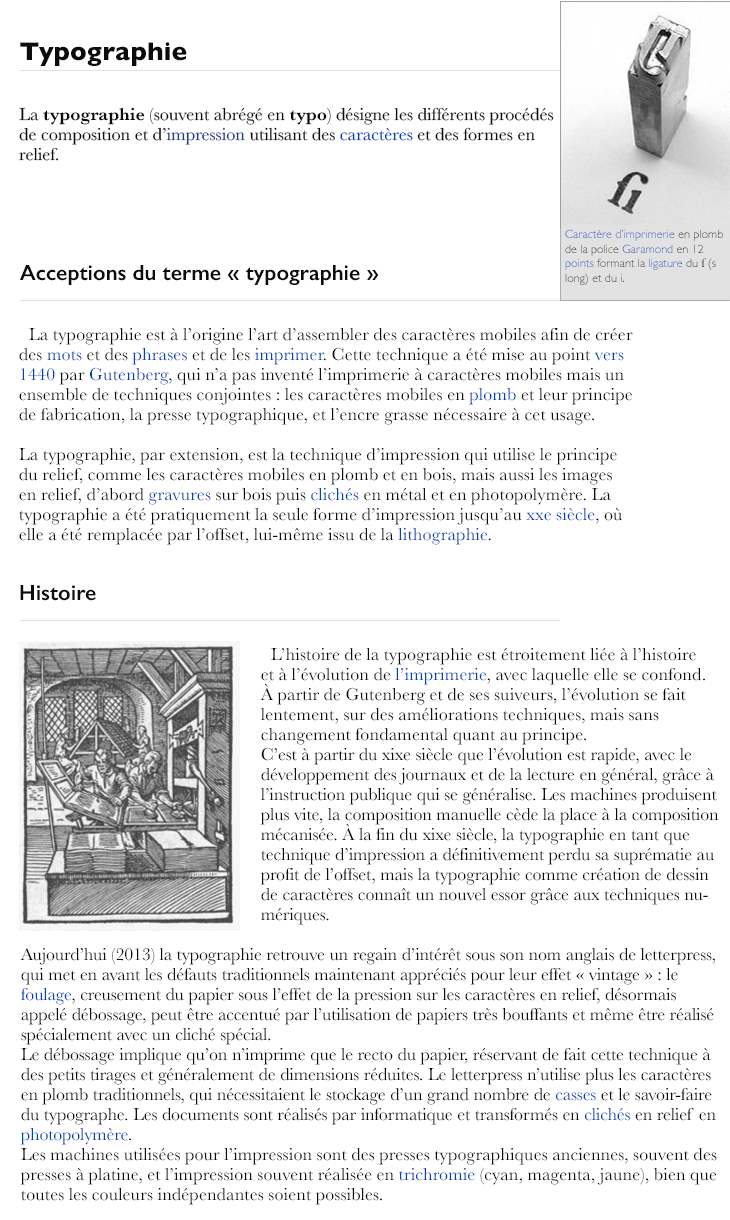 Typographie
La typographie (souvent abrégé en typo) désigne les différents procédés
de composition et d’impression utilisant des caractères et des formes en
relief.
fi
Caractère d’imprimerie en plomb
de la police Garamond en 12
points formant la ligature du ſ (s
long) et du i.
Acceptions du terme « typographie »
La typographie est à l’origine l’art d’assembler des caractères mobiles afin de créer
des mots et des phrases et de les imprimer. Cette technique a été mise au point vers
1440 par Gutenberg, qui n’a pas inventé l’imprimerie à caractères mobiles mais un
ensemble de techniques conjointes : les caractères mobiles en plomb et leur principe
de fabrication, la presse typographique, et l’encre grasse nécessaire à cet usage.
La typographie, par extension, est la technique d’impression qui utilise le principe
du relief, comme les caractères mobiles en plomb et en bois, mais aussi les images
en relief, d’abord gravures sur bois puis clichés en métal et en photopolymère. La
typographie a été pratiquement la seule forme d’impression jusqu’au xxe siècle, où
elle a été remplacée par l’offset, lui-même issu de la lithographie.
Histoire
L’histoire de la typographie est étroitement liée à l’histoire
et à l’évolution de l’imprimerie, avec laquelle elle se confond.
À partir de Gutenberg et de ses suiveurs, l’évolution se fait
lentement, sur des améliorations techniques, mais sans
changement fondamental quant au principe.
C’est à partir du xixe siècle que l’évolution est rapide, avec le
développement des journaux et de la lecture en général, grâce à
l’instruction publique qui se généralise. Les machines produisent
plus vite, la composition manuelle cède la place à la composition
mécanisée. À la fin du xixe siècle, la typographie en tant que
technique d’impression a définitivement perdu sa suprématie au
profit de l’offset, mais la typographie comme création de dessin
de caractères connaît un nouvel essor grâce aux techniques nu-
mériques.
Aujourd’hui (2013) la typographie retrouve un regain d’intérêt sous son nom anglais de letterpress,
qui met en avant les défauts traditionnels maintenant appréciés pour leur effet « vintage » : le
foulage, creusement du papier sous l’effet de la pression sur les caractères en relief, désormais
appelé débossage, peut être accentué par l’utilisation de papiers très bouffants et même être réalisé
spécialement avec un cliché spécial.
Le débossage implique qu’on n’imprime que le recto du papier, réservant de fait cette technique à
des petits tirages et généralement de dimensions réduites. Le letterpress n’utilise plus les caractères
en plomb traditionnels, qui nécessitaient le stockage d’un grand nombre de casses et le savoir-faire
du typographe. Les documents sont réalisés par informatique et transformés en clichés en relief en
photopolymère.
Les machines utilisées pour l’impression sont des presses typographiques anciennes, souvent des
presses à platine, et l’impression souvent réalisée en trichromie (cyan, magenta, jaune), bien que
toutes les couleurs indépendantes soient possibles.